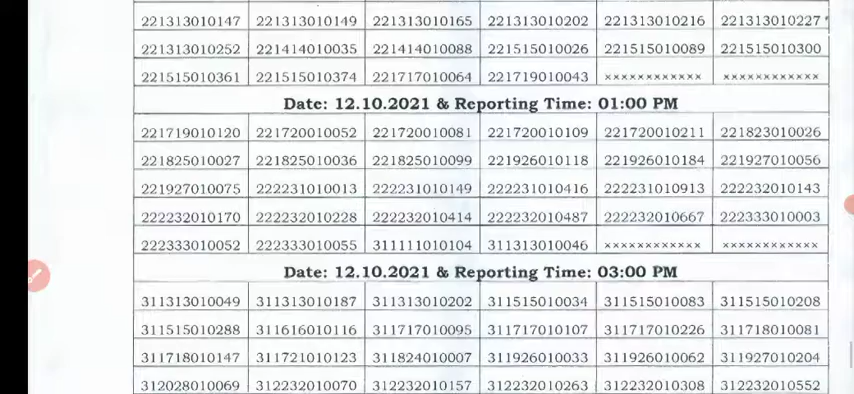 221313010147 221313010149 221313010165 221313010202 221313010216 221313010227
221313010252 221414010035 221414010088 221515010026 221515010089 221515010300
221515010361 221515010374 221717010064 221719010043 xxxxxxxxxxxx xxxxxxxxxxxx
Date: 12.10.2021 & Reporting Time: 01:00 PM
221719010120 221720010052 221720010081 221720010109 221720010211 221823010026
221825010027 221825010036 221825010099 221926010118 221926010184 221927010056
221927010075 222231010013 222231010149 222231010416 222231010913 222232010143
222232010170 222232010228 222232010414 222232010487 222232010667 222333010003
222333010052 222333010055 311111010104 311313010046 xxxxxxxxxxxx xxxxxxxxxxxx
Date: 12.10.2021 & Reporting Time: 03:00 PM
311313010049 311313010187 311313010202 311515010034 311515010083 311515010208
311515010288 311616010116 311717010095 311717010107 311717010226 311718010081
311718010147 311721010123 311824010007 311926010033 311926010062 311927010204
312028010069 312232010070 312232010157 312232010263 312232010308 312232010552